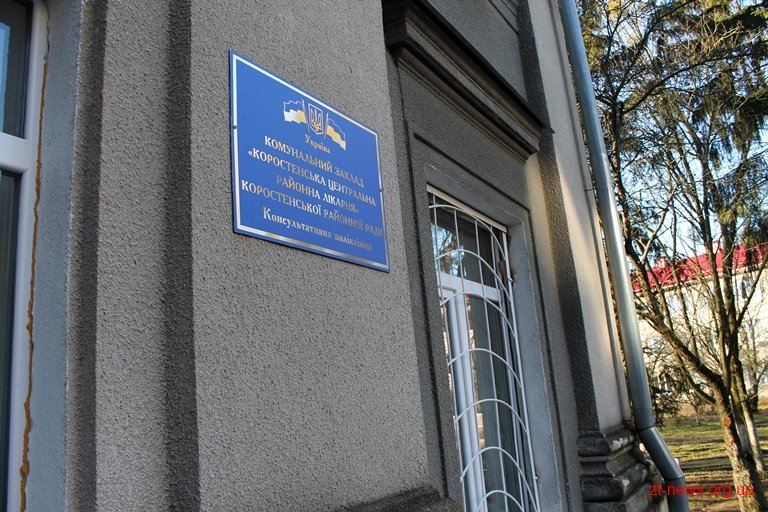 Україна
КОМУНАЛЬНИЙ ЗАКЛАД
«КОРОСТЕНСЬКА ЦЕНТРАЛЬНА
РАЙОННА ЛІКАРНЯ»
КОРОСТЕНСЬКОЇ РАЙОННОЇ РАДИ
Консультативна поліклініка
zt-news.org.ua